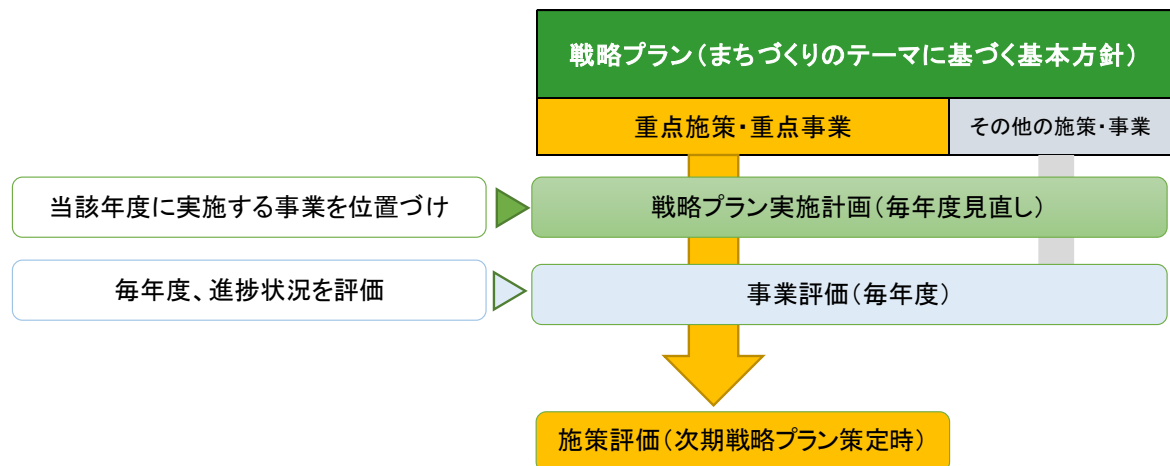 戦略プラン（まちづくりのテーマに基づく基本方針）
重点施策・重点事業
その他の施策・事業
当該年度に実施する事業を位置づけ
戦略プラン実施計画（毎年度見直し）
毎年度、進捗状況を評価
事業評価（毎年度）
施策評価（次期戦略プラン策定時）